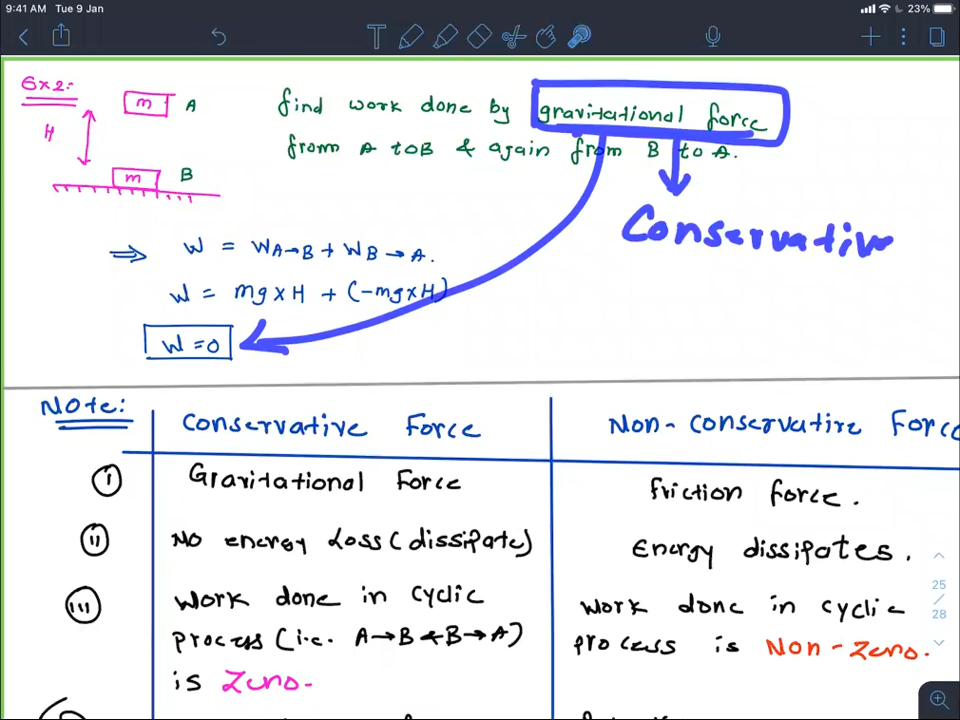 9:41 AM Tue 9 Jan
23%
Ex 2:-
m A
H
m B
find work done by gravitational force
from A to B & again from B to A.
Conservative
⇒ W = WA→B + WB→A.
W = mg×H + (-mg×H)
W = 0
Note:
Conservative Force
Non-conservative Force
(i) Gravitational Force
friction force.
(ii) No energy Loss (dissipate)
Energy dissipates.
(iii) Work done in cyclic
process (i.e. A→B & B→A)
is Zero.
Work done in cyclic
process is Non-Zero.
25
/
28